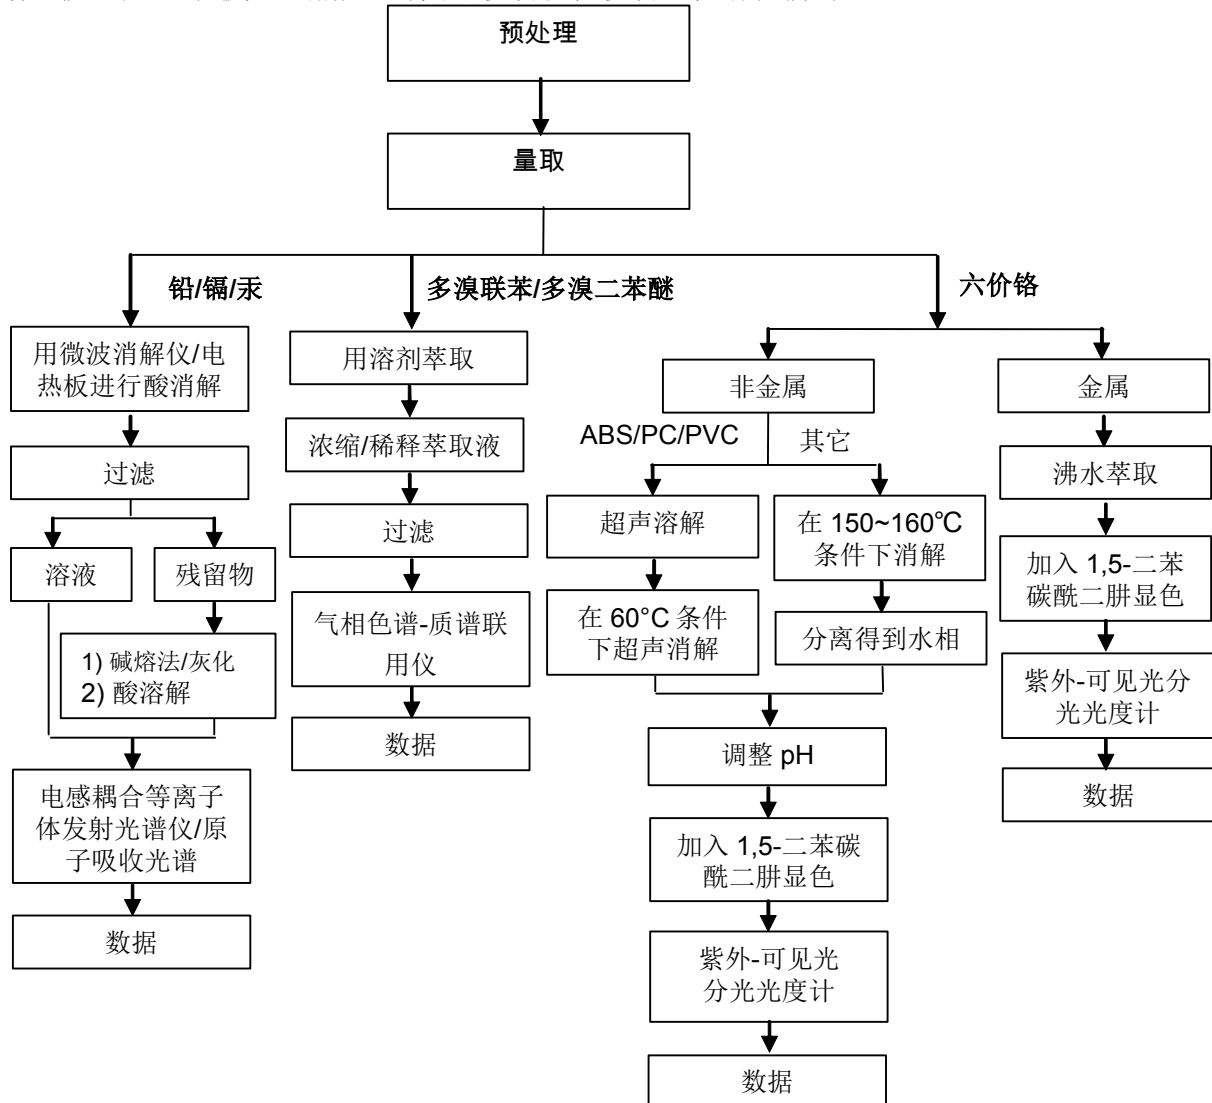 预处理
量取
铅/镉/汞
多溴联苯/多溴二苯醚
六价铬
用微波消解仪/电
热板进行酸消解
过滤
溶液
残留物
1) 碱熔法/灰化
2) 酸溶解
电感耦合等离子
体发射光谱仪/原
子吸收光谱
数据
用溶剂萃取
浓缩/稀释萃取液
过滤
气相色谱-质谱联
用仪
数据
非金属
ABS/PC/PVC
其它
超声溶解
在 60°C 条件
下超声消解
在 150~160℃
条件下消解
分离得到水相
调整 pH
加入 1,5-二苯碳
酰二肼显色
紫外-可见光
分光光度计
数据
金属
沸水萃取
加入 1,5-二苯
碳酰二肼显色
紫外-可见光分
光光度计
数据